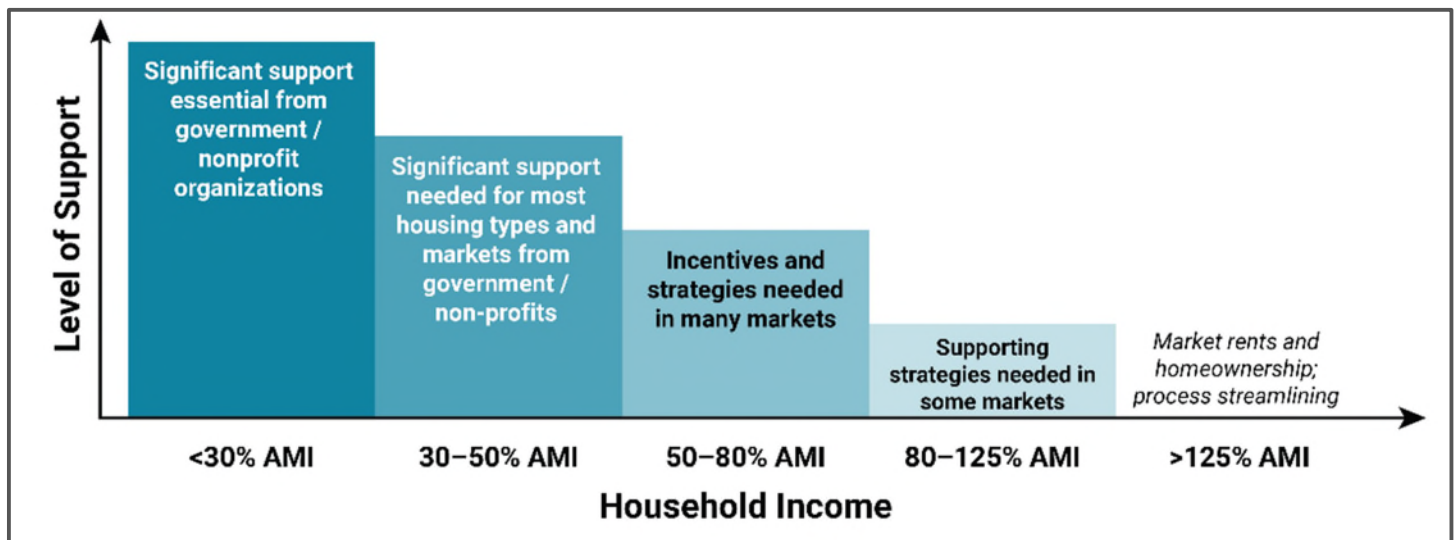 Level of Support
Significant support
essential from
government /
nonprofit
organizations
Significant support
needed for most
housing types and
markets from
government /
non-profits
Incentives and
strategies needed
in many markets
Supporting
strategies needed in
some markets
Market rents and
homeownership;
process streamlining
<30% AMI
30–50% AMI
50–80% AMI
80–125% AMI
>125% AMI
Household Income